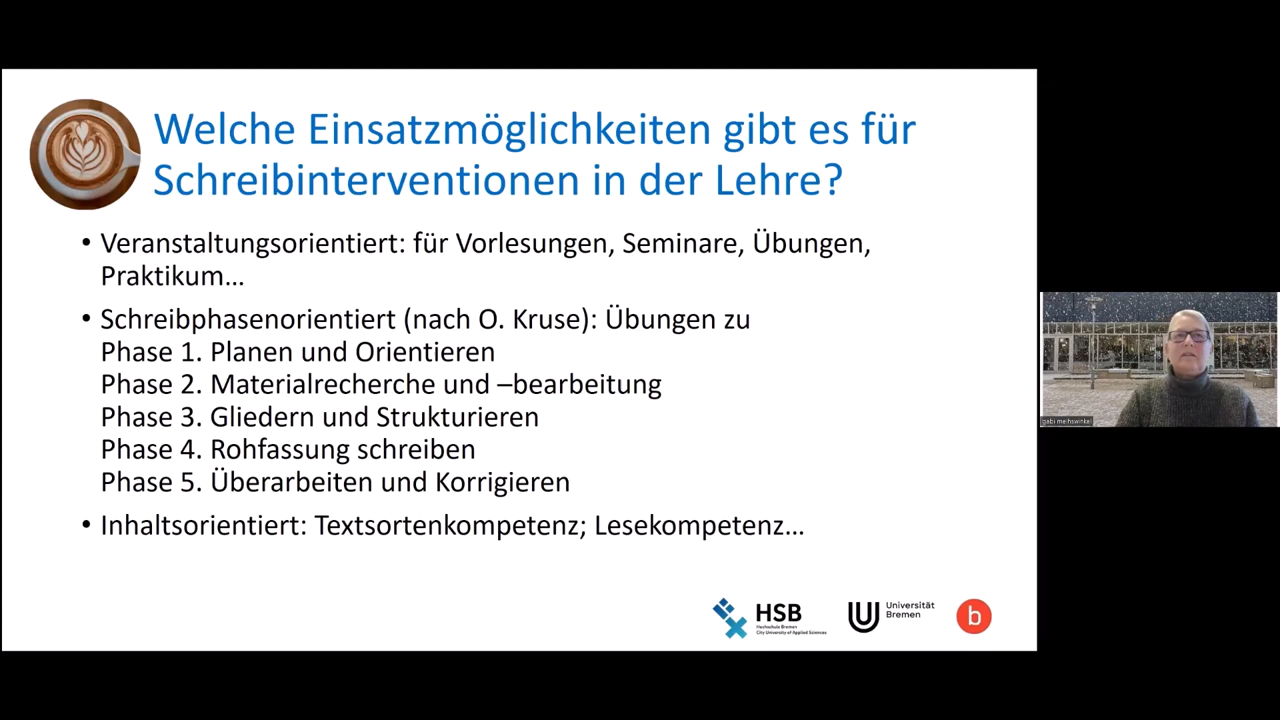 Welche Einsatzmöglichkeiten gibt es für
Schreibinterventionen in der Lehre?
• Veranstaltungsorientiert: für Vorlesungen, Seminare, Übungen,
Praktikum…
• Schreibphasenorientiert (nach O. Kruse): Übungen zu
Phase 1. Planen und Orientieren
Phase 2. Materialrecherche und –bearbeitung
Phase 3. Gliedern und Strukturieren
Phase 4. Rohfassung schreiben
Phase 5. Überarbeiten und Korrigieren
• Inhaltsorientiert: Textsortenkompetenz; Lesekompetenz…
HSB
Hochschule Bremen
City University of Applied Sciences
Universität
Bremen
b
gabi meihswinkel